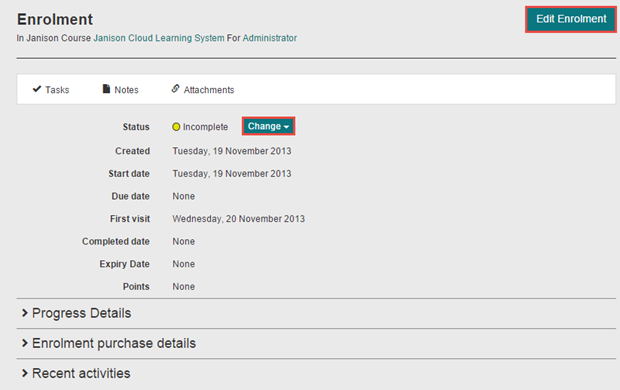 Enrolment
Edit Enrolment
In Janison Course Janison Cloud Learning System For Administrator
Tasks Notes Attachments
Status Incomplete Change
Created Tuesday, 19 November 2013
Start date Tuesday, 19 November 2013
Due date None
First visit Wednesday, 20 November 2013
Completed date None
Expiry Date None
Points None
Progress Details
Enrolment purchase details
Recent activities